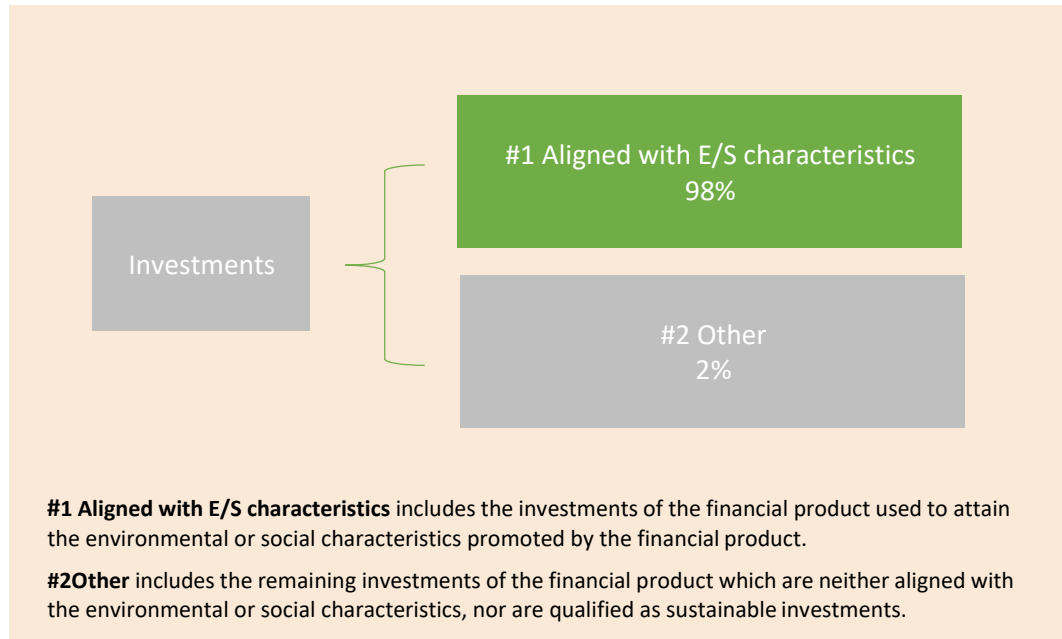 #1 Aligned with E/S characteristics
98%
Investments
#2 Other
2%
#1 Aligned with E/S characteristics includes the investments of the financial product used to attain
the environmental or social characteristics promoted by the financial product.
#2Other includes the remaining investments of the financial product which are neither aligned with
the environmental or social characteristics, nor are qualified as sustainable investments.